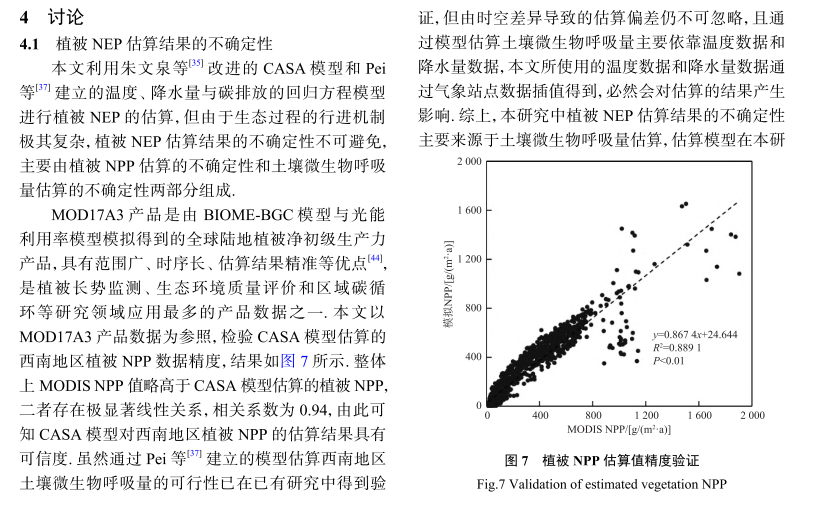 4 讨论
4.1 植被 NEP 估算结果的不确定性
本文利用朱文泉等[35] 改进的 CASA 模型和 Pei
等[37] 建立的温度、降水量与碳排放的回归方程模型
进行植被 NEP 的估算, 但由于生态过程的行进机制
极其复杂, 植被 NEP 估算结果的不确定性不可避免,
主要由植被 NPP 估算的不确定性和土壤微生物呼吸
量估算的不确定性两部分组成.
MOD17A3 产品是由 BIOME-BGC 模型与光能
利用率模型模拟得到的全球陆地植被净初级生产力
产品, 具有范围广、时序长、估算结果精准等优点[44],
是植被长势监测、生态环境质量评价和区域碳循
环等研究领域应用最多的产品数据之一. 本文以
MOD17A3 产品数据为参照, 检验 CASA 模型估算的
西南地区植被 NPP 数据精度, 结果如图 7 所示. 整体
上 MODIS NPP 值略高于 CASA 模型估算的植被 NPP,
二者存在极显著线性关系, 相关系数为 0.94, 由此可
知 CASA 模型对西南地区植被 NPP 的估算结果具有
可信度. 虽然通过 Pei 等[37] 建立的模型估算西南地区
土壤微生物呼吸量的可行性已在已有研究中得到验
证, 但由时空差异导致的估算偏差仍不可忽略, 且通
过模型估算土壤微生物呼吸量主要依靠温度数据和
降水量数据, 本文所使用的温度数据和降水量数据通
过气象站点数据插值得到, 必然会对估算的结果产生
影响. 综上, 本研究中植被 NEP 估算结果的不确定性
主要来源于土壤微生物呼吸量估算, 估算模型在本研
2 000
1 600
1 200
800
400
0
模拟NPP/[g/(m²·a)]
y=0.867 4x+24.644
R²=0.889 1
P<0.01
0 400 800 1 200 1 600 2 000
MODIS NPP/[g/(m²·a)]
图 7 植被 NPP 估算值精度验证
Fig.7 Validation of estimated vegetation NPP